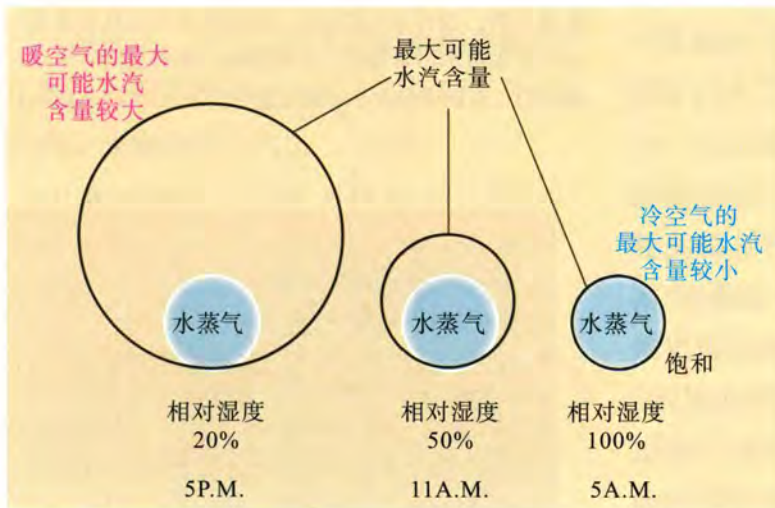 暖空气的最大
可能水汽
含量较大
最大可能
水汽含量
冷空气的
最大可能水汽
含量较小
水蒸气
水蒸气
水蒸气
饱和
相对湿度
20%
5P.M.
相对湿度
50%
11A.M.
相对湿度
100%
5A.M.